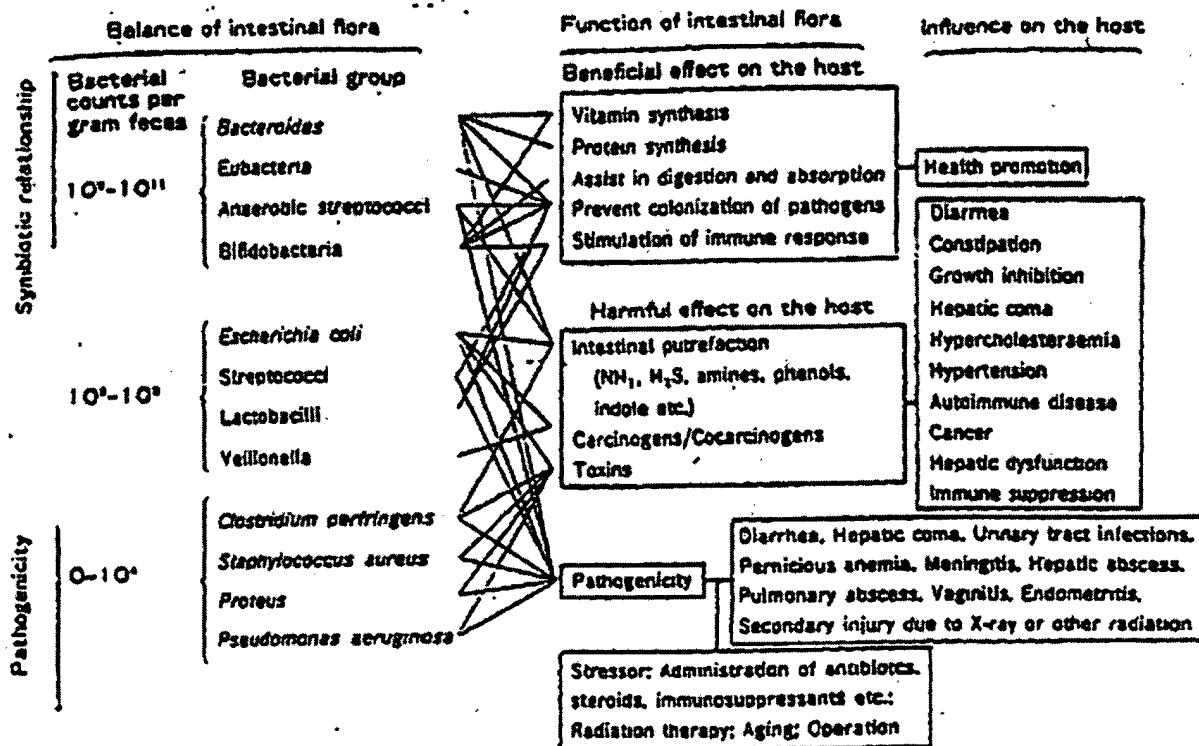 Balance of intestinal flora
Function of intestinal flora
Influence on the host
Symbiotic relationship
Pathogenicity
Bacterial
counts per
gram feces
Bacterial group
10⁹-10¹¹
Bacteroides
Eubacteria
Anaerobic streptococci
Bifidobacteria
Escherichia coli
Streptococci
Lactobacilli
Veillonella
0-10⁴
Clostridium perfringens
Staphylococcus aureus
Proteus
Pseudomonas aeruginosa
Beneficial effect on the host
Vitamin synthesis
Protein synthesis
Assist in digestion and absorption
Prevent colonization of pathogens
Stimulation of immune response
Harmful effect on the host
Intestinal putrefaction
(NH₃, H₂S, amines, phenols,
indole etc.)
Carcinogens/Cocarcinogens
Toxins
Pathogenicity
Stressor: Administration of antibiotes,
steroids, immunosuppressants etc.;
Radiation therapy; Aging; Operation
Health promotion
Diarrhea
Constipation
Growth inhibition
Hepatic coma
Hypercholesteraemia
Hypertension
Autoimmune disease
Cancer
Hepatic dysfunction
Immune suppression
Diarrhea, Hepatic coma, Urinary tract infections,
Pernicious anemia, Meningitis, Hepatic abscess,
Pulmonary abscess, Vaginitis, Endometritis,
Secondary injury due to X-ray or other radiation